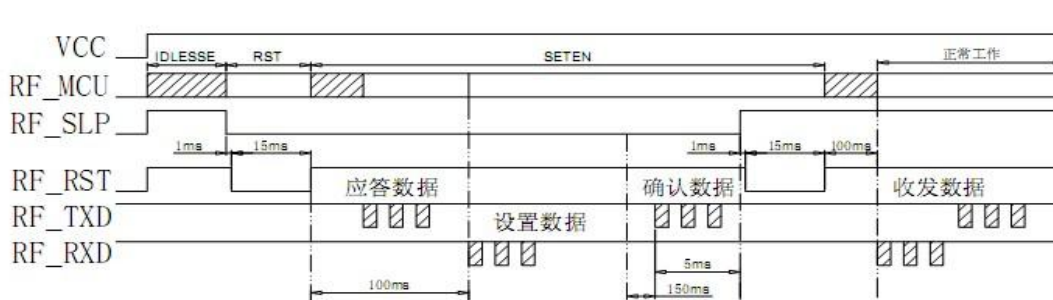 VCC
IDLESSE RST SETEN 正常工作
RF_MCU
RF_SLP
1ms 15ms 1ms 15ms 100ms
RF_RST
应答数据 确认数据 收发数据
RF_TXD
设置数据
RF_RXD
5ms
100ms 150ms